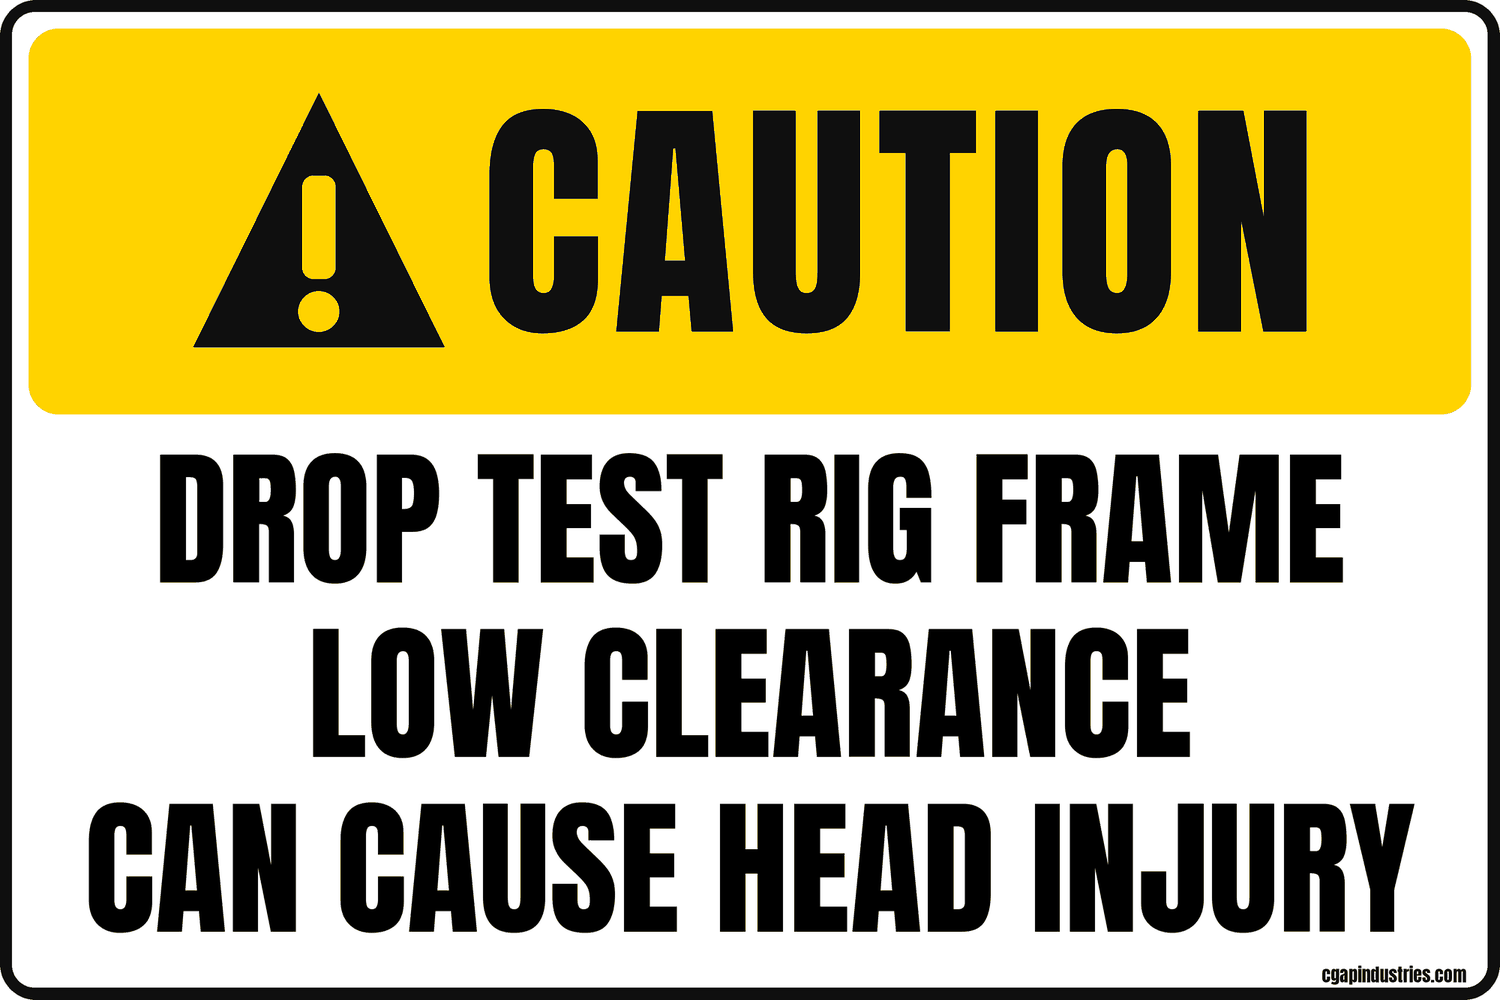 CAUTION
DROP TEST RIG FRAME
LOW CLEARANCE
CAN CAUSE HEAD INJURY
cgapindustries.com